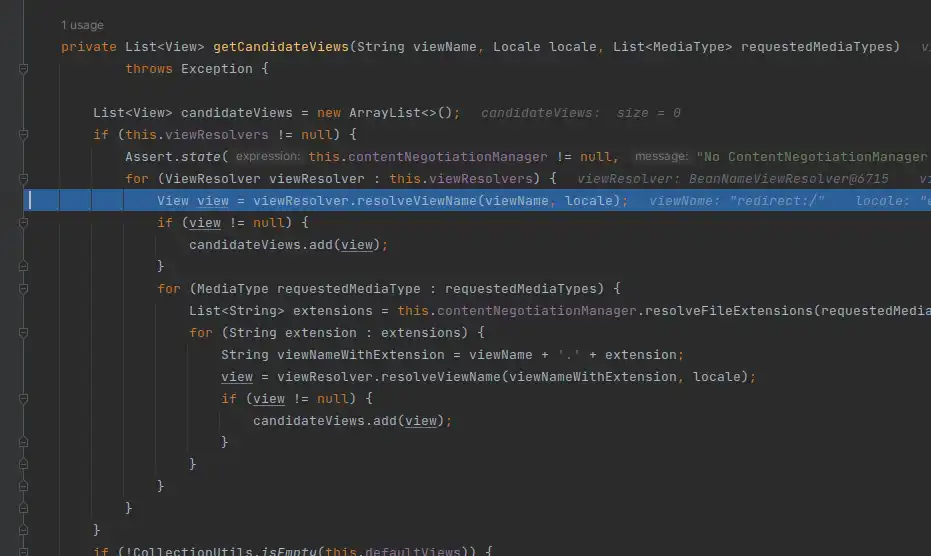 1 usage
private List<View> getCandidateViews(String viewName, Locale locale, List<MediaType> requestedMediaTypes)
throws Exception {
List<View> candidateViews = new ArrayList<>(); candidateViews: size = 0
if (this.viewResolvers != null) {
Assert.state( expression: this.contentNegotiationManager != null, message: "No ContentNegotiationManager
for (ViewResolver viewResolver : this.viewResolvers) { viewResolver: BeanNameViewResolver@6715
View view = viewResolver.resolveViewName(viewName, locale); viewName: "redirect:/" locale: "e
if (view != null) {
candidateViews.add(view);
}
for (MediaType requestedMediaType : requestedMediaTypes) {
List<String> extensions = this.contentNegotiationManager.resolveFileExtensions(requestedMedia
for (String extension : extensions) {
String viewNameWithExtension = viewName + '.' + extension;
view = viewResolver.resolveViewName(viewNameWithExtension, locale);
if (view != null) {
candidateViews.add(view);
}
}
}
}
}
if (!CollectionUtils.isEmpty(this.defaultViews)) {